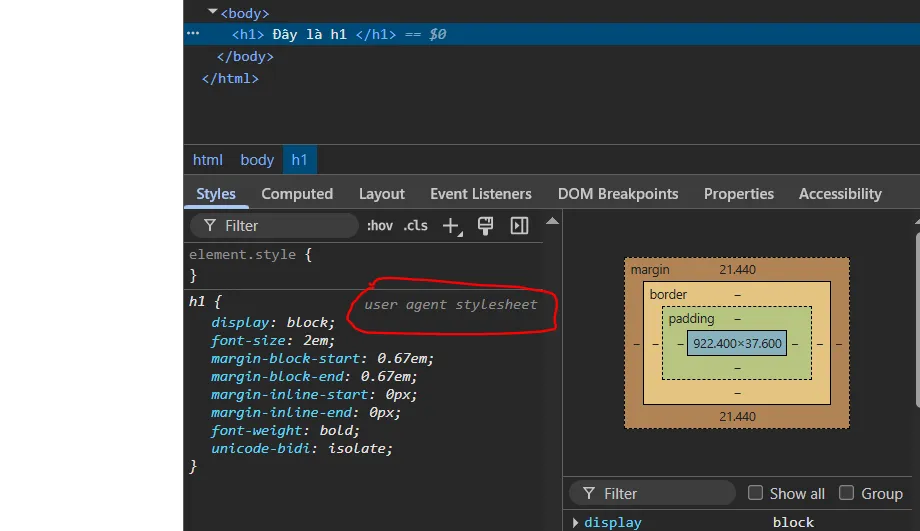 <body>
<h1> Đây là h1 </h1> == $0
</body>
</html>
html body h1
Styles Computed Layout Event Listeners DOM Breakpoints Properties Accessibility
Filter :hov .cls
element.style {
}
h1 { user agent stylesheet
display: block;
font-size: 2em;
margin-block-start: 0.67em;
margin-block-end: 0.67em;
margin-inline-start: 0px;
margin-inline-end: 0px;
font-weight: bold;
unicode-bidi: isolate;
}
margin 21.440
border –
padding –
– – – 922.400×37.600 – – –
–
–
21.440
Filter Show all Group
display block